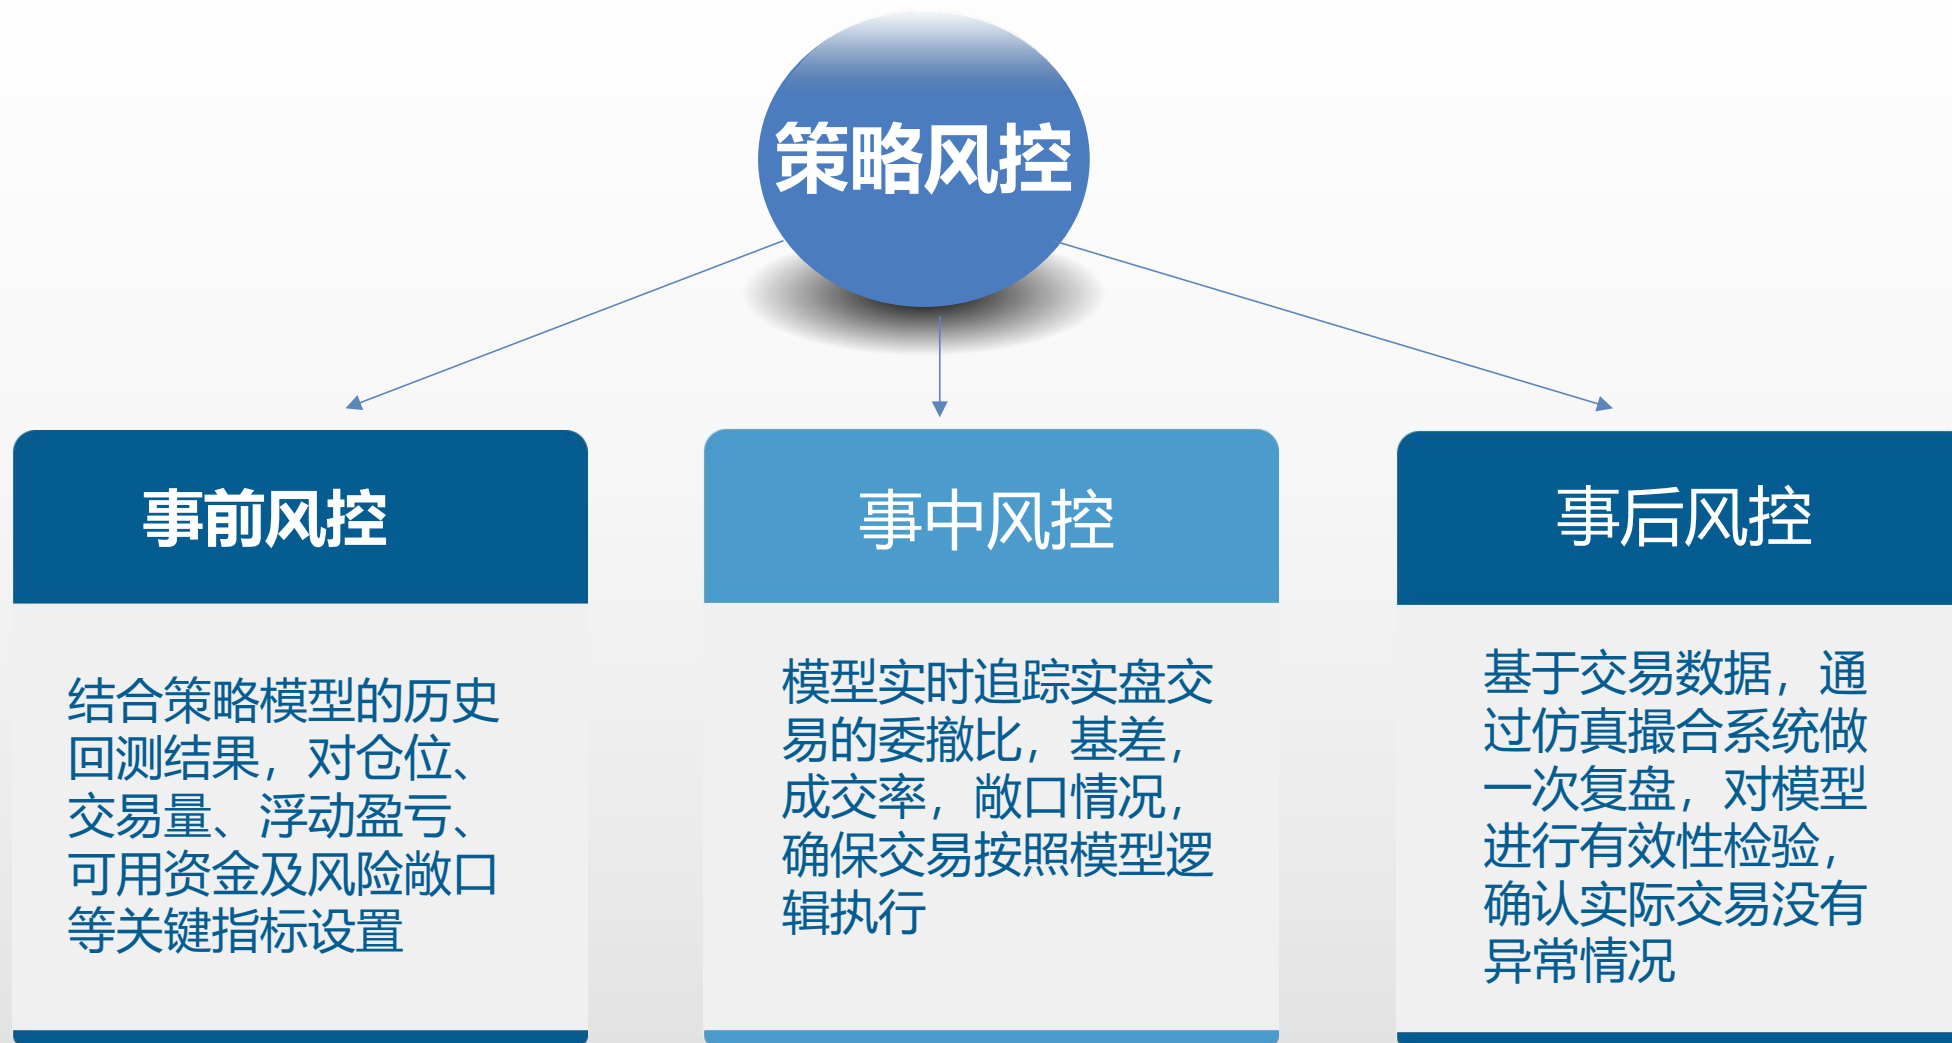 策略风控
事前风控
结合策略模型的历史
回测结果，对仓位、
交易量、浮动盈亏、
可用资金及风险敞口
等关键指标设置
事中风控
模型实时追踪实盘交
易的委撤比，基差，
成交率，敞口情况，
确保交易按照模型逻
辑执行
事后风控
基于交易数据，通
过仿真撮合系统做
一次复盘，对模型
进行有效性检验，
确认实际交易没有
异常情况